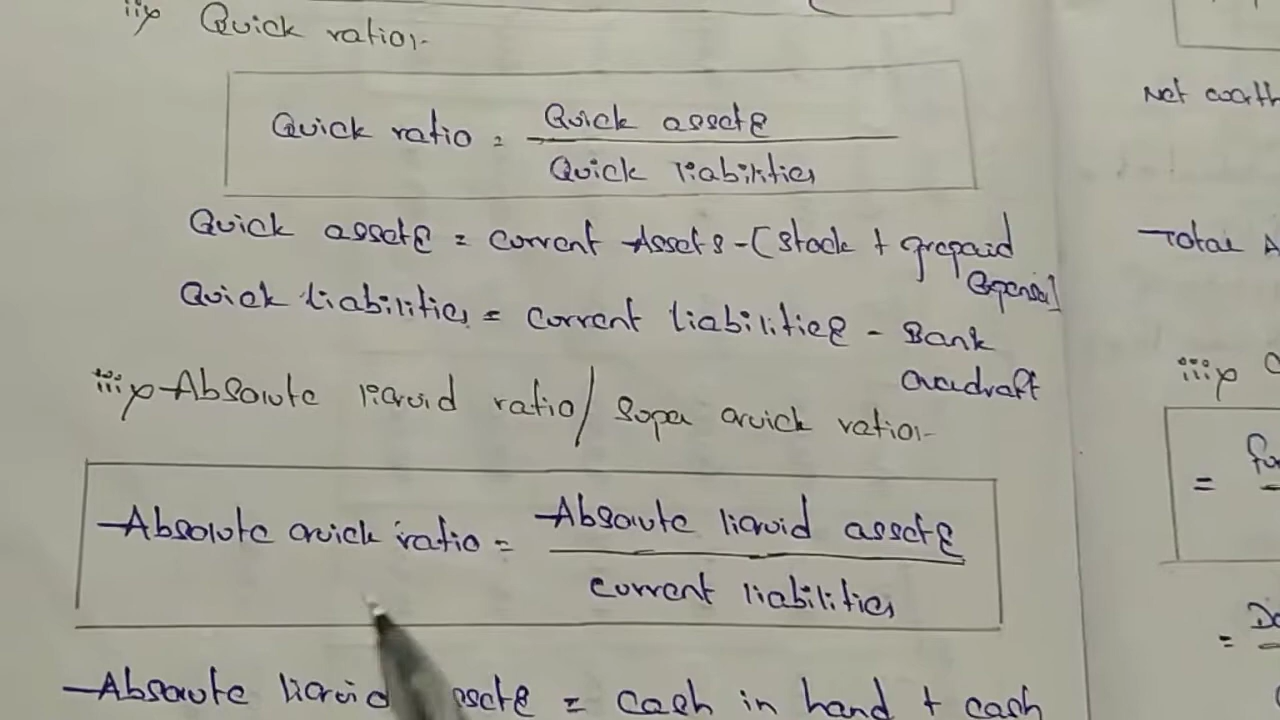 ii) Quick ratio:-
Quick ratio = Quick assets
Quick liabilities
Quick assets = current Assets - [Stock + prepaid
Expenses]
Quick liabilities = current liabilities - Bank
overdraft
iii) Absolute liquid ratio / Super quick ratio:-
Absolute quick ratio = Absolute liquid assets
current liabilities
Absolute liquid assets = cash in hand + cash
Net worth
Total A
iii)
=
=